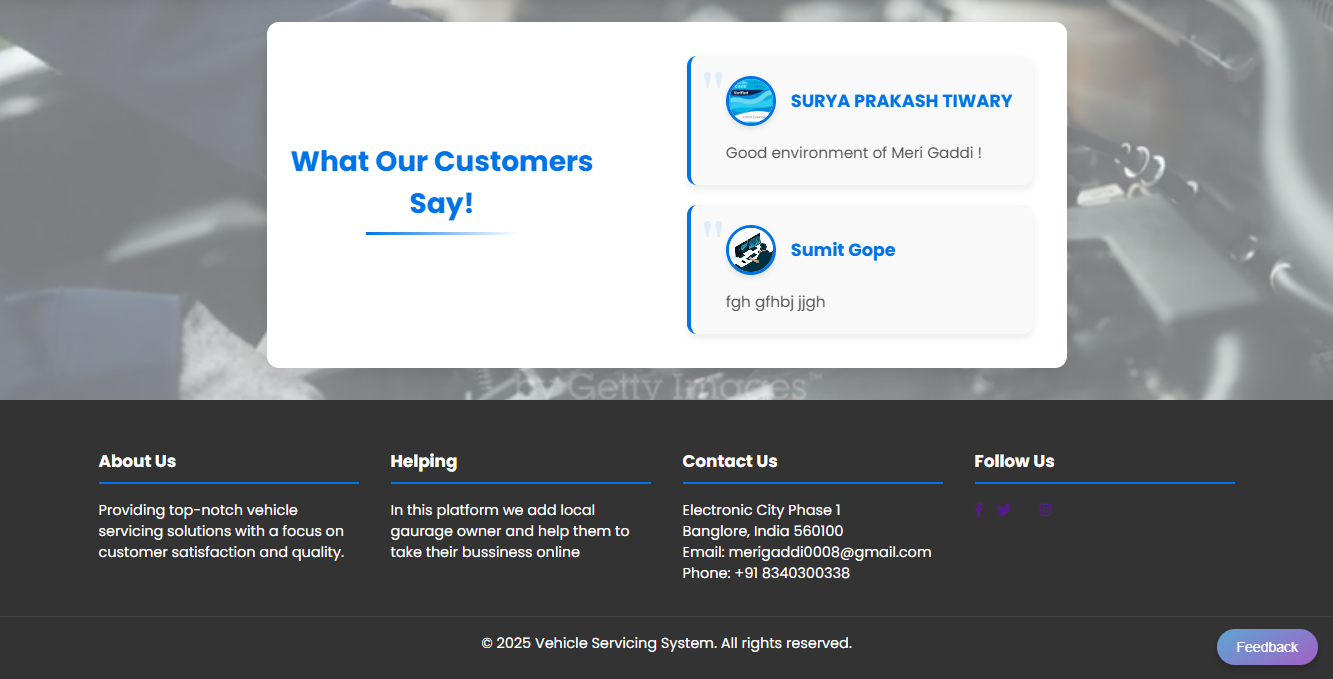 "
SURYA PRAKASH TIWARY
Good environment of Meri Gaddi !
What Our Customers
Say!
"
Sumit Gope
fgh gfhbj jjgh
by Getty Images™
About Us
Providing top-notch vehicle
servicing solutions with a focus on
customer satisfaction and quality.
Helping
In this platform we add local
gaurage owner and help them to
take their bussiness online
Contact Us
Electronic City Phase 1
Banglore, India 560100
Email: merigaddi0008@gmail.com
Phone: +91 8340300338
Follow Us
© 2025 Vehicle Servicing System. All rights reserved.
Feedback